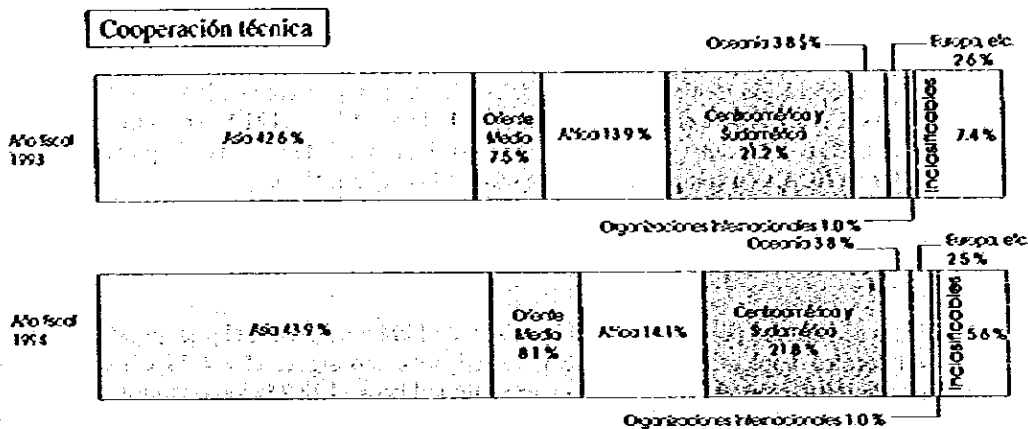 Cooperación técnica
Oceanía 3.8%
Europa, etc.
2.6%
Año fiscal
1993
Asia 42.6%
Oriente
Medio
7.5%
Africa 13.9%
Centroamérica y
Sudamérica
21.2%
Inclasificables
7.4%
Organizaciones Internacionales 1.0%
Oceanía 3.8%
Europa, etc.
2.5%
Año fiscal
1994
Asia 43.9%
Oriente
Medio
8.1%
Africa 14.1%
Centroamérica y
Sudamérica
21.8%
Inclasificables
5.6%
Organizaciones Internacionales 1.0%